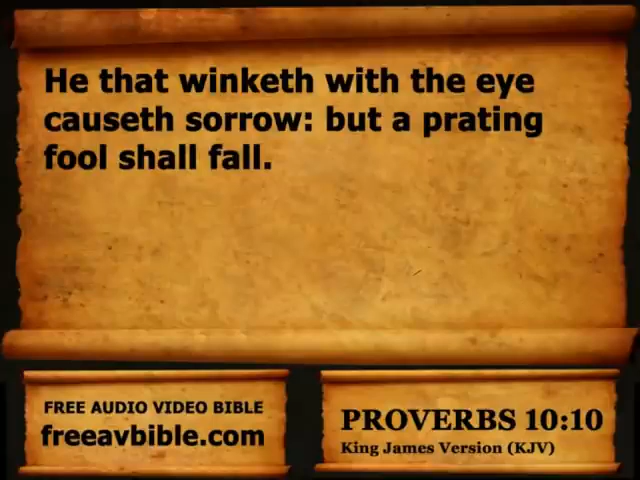 He that winketh with the eye
causeth sorrow: but a prating
fool shall fall.
FREE AUDIO VIDEO BIBLE
freeavbible.com
PROVERBS 10:10
King James Version (KJV)